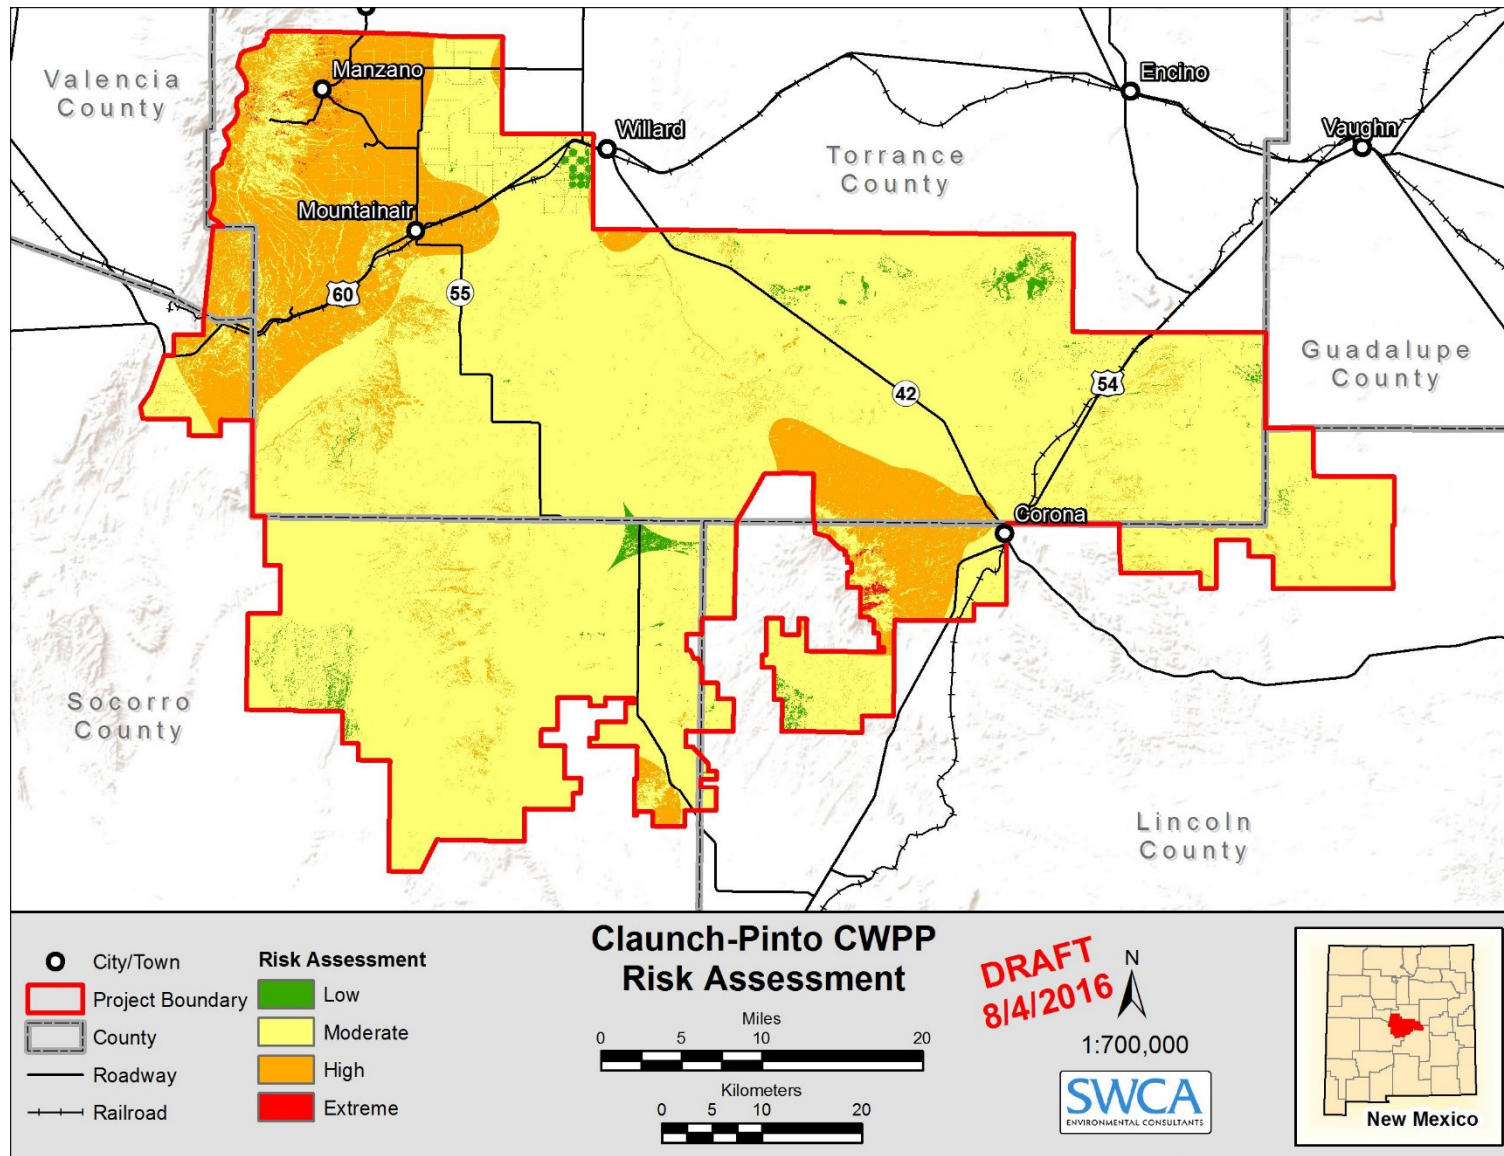 Valencia
County
Manzano
Willard
Encino
Vaughn
Torrance
County
Mountainair
60
55
Guadalupe
County
42
54
Corona
Socorro
County
Lincoln
County
City/Town
Project Boundary
County
Roadway
Railroad
Risk Assessment
Low
Moderate
High
Extreme
Claunch-Pinto CWPP
Risk Assessment
Miles
0 5 10 20
Kilometers
0 5 10 20
DRAFT
8/4/2016
N
1:700,000
SWCA
ENVIRONMENTAL CONSULTANTS
New Mexico